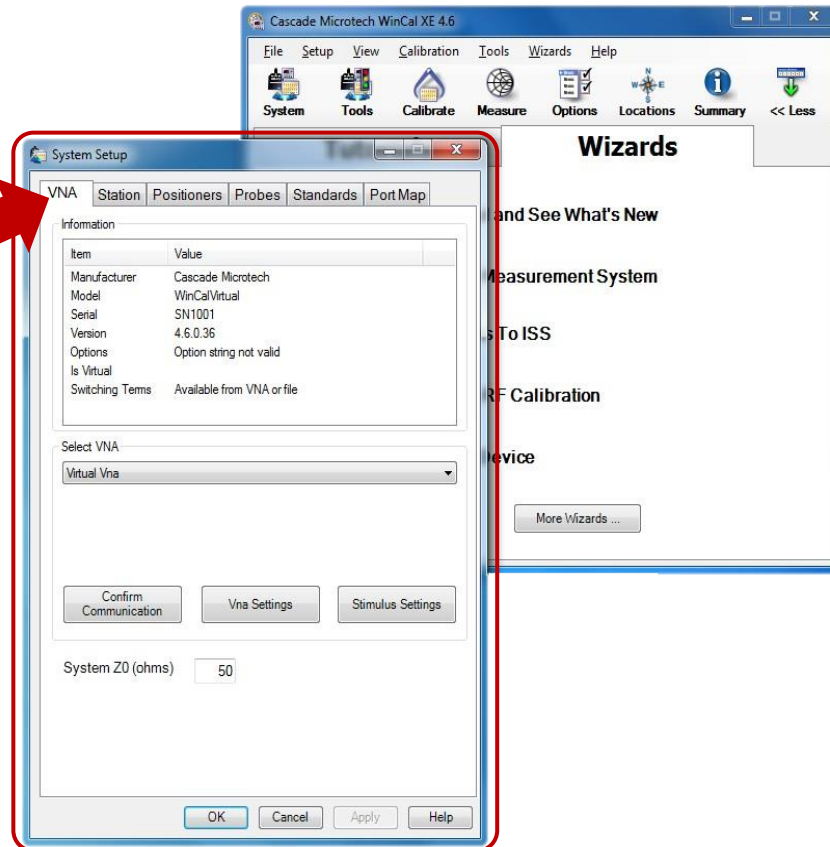 Cascade Microtech WinCal XE 4.6
File Setup View Calibration Tools Wizards Help
System Tools Calibrate Measure Options Locations Summary << Less
N
W E
S
Wizards
and See What's New
Measurement System
To ISS
RF Calibration
Device
More Wizards ...
System Setup
VNA Station Positioners Probes Standards Port Map
Information
Item Value
Manufacturer Cascade Microtech
Model WinCalVirtual
Serial SN1001
Version 4.6.0.36
Options Option string not valid
Is Virtual
Switching Terms Available from VNA or file
Select VNA
Virtual Vna
Confirm
Communication
Vna Settings
Stimulus Settings
System Z0 (ohms) 50
OK Cancel Apply Help